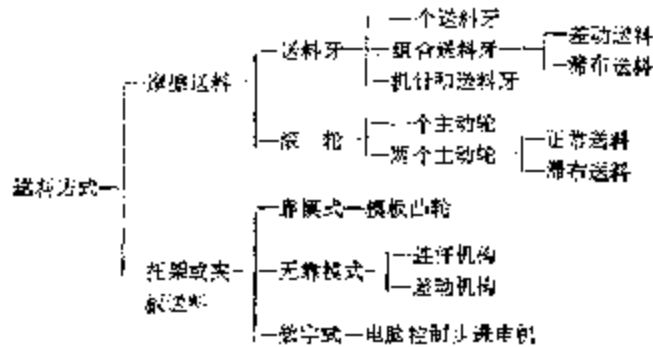 一个送料牙
送料牙
组合送料牙
差动送料
滞布送料
机针和送料牙
摩擦送料
滚 轮
一个主动轮
两个主动轮
正常送料
滞布送料
送料方式
靠模式
模板凸轮
托架或夹
板送料
无靠模式
连杆机构
差动机构
数字式
电脑控制步进电机